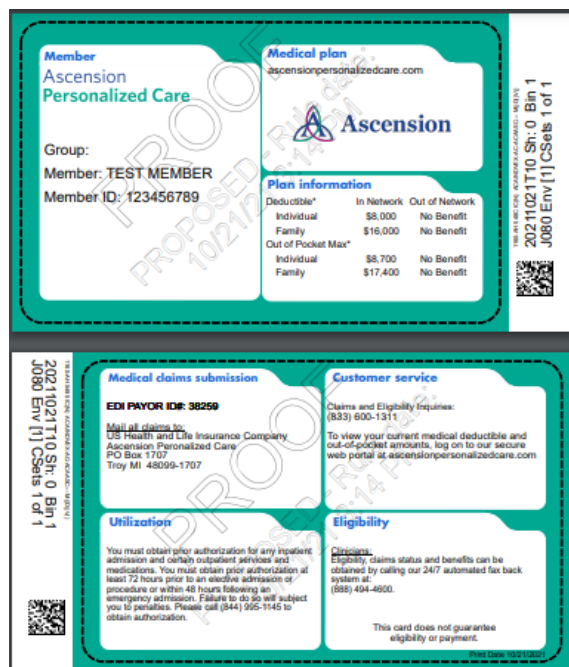 Member
Ascension
Personalized Care
Group:
Member: TEST MEMBER
Member ID: 123456789
Medical plan
ascensionpersonalizedcare.com
Ascension
Plan information
Deductible* In Network Out of Network
Individual $8,000 No Benefit
Family $16,000 No Benefit
Out of Pocket Max*
Individual $8,700 No Benefit
Family $17,400 No Benefit
PROOF
PROPOSED - Rule date:
10/21/21 3:14 PM
20211021T10 Sh: 0 Bin 1
J080 Env [1] CSets 1 of 1
20211021T10 Sh: 0 Bin 1
J080 Env [1] CSets 1 of 1
Medical claims submission
EDI PAYOR ID#: 38259
Mail all claims to:
US Health and Life Insurance Company
Ascension Peronalized Care
PO Box 1707
Troy MI 48099-1707
Customer service
Claims and Eligibility Inquiries:
(833) 600-1311
To view your current medical deductible and
out-of-pocket amounts, log on to our secure
web portal at ascensionpersonalizedcare.com
Utilization
You must obtain prior authorization for any inpatient
admission and certain outpatient services and
medications. You must obtain prior authorization at
least 72 hours prior to an elective admission or
procedure or within 48 hours following an
emergency admission. Failure to do so will subject
you to penalties. Please call (844) 995-1145 to
obtain authorization.
Eligibility
Clinicians:
Eligibility, claims status and benefits can be
obtained by calling our 24/7 automated fax back
system at:
(888) 494-4600.
This card does not guarantee
eligibility or payment.
PROOF
Print Date 10/21/2021